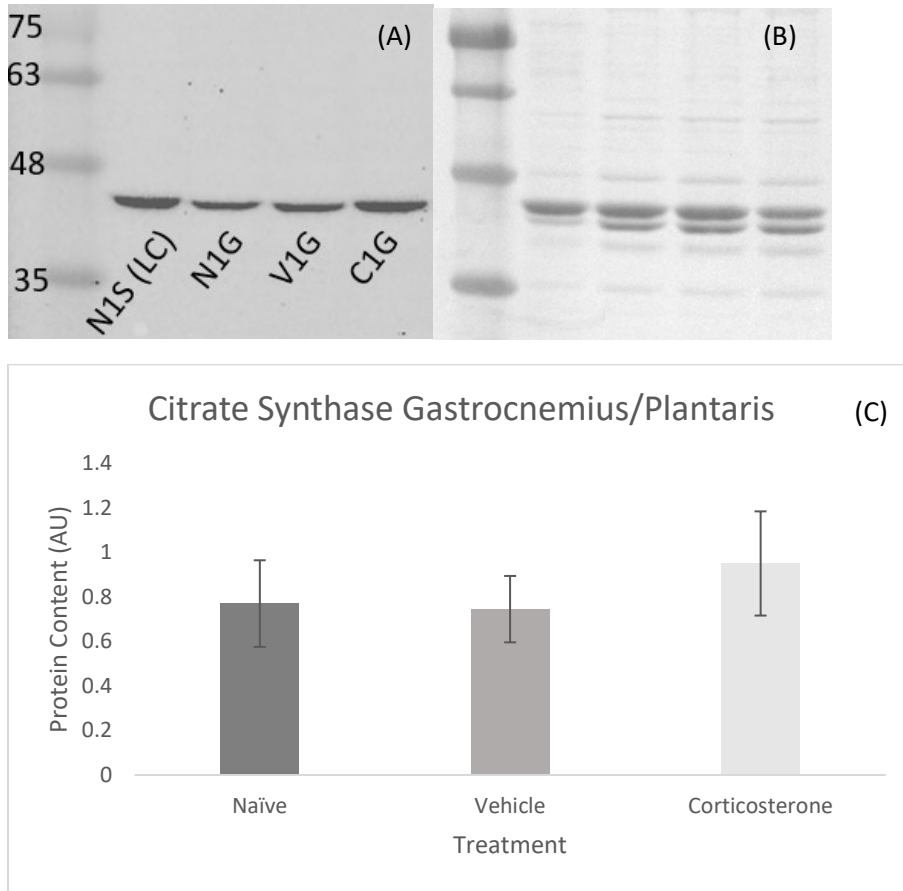 75
(A)
(B)
63
48
35
N1S (LC)
N1G
V1G
C1G
Citrate Synthase Gastrocnemius/Plantaris
(C)
Protein Content (AU)
1.4
1.2
1
0.8
0.6
0.4
0.2
0
Naïve
Vehicle
Corticosterone
Treatment